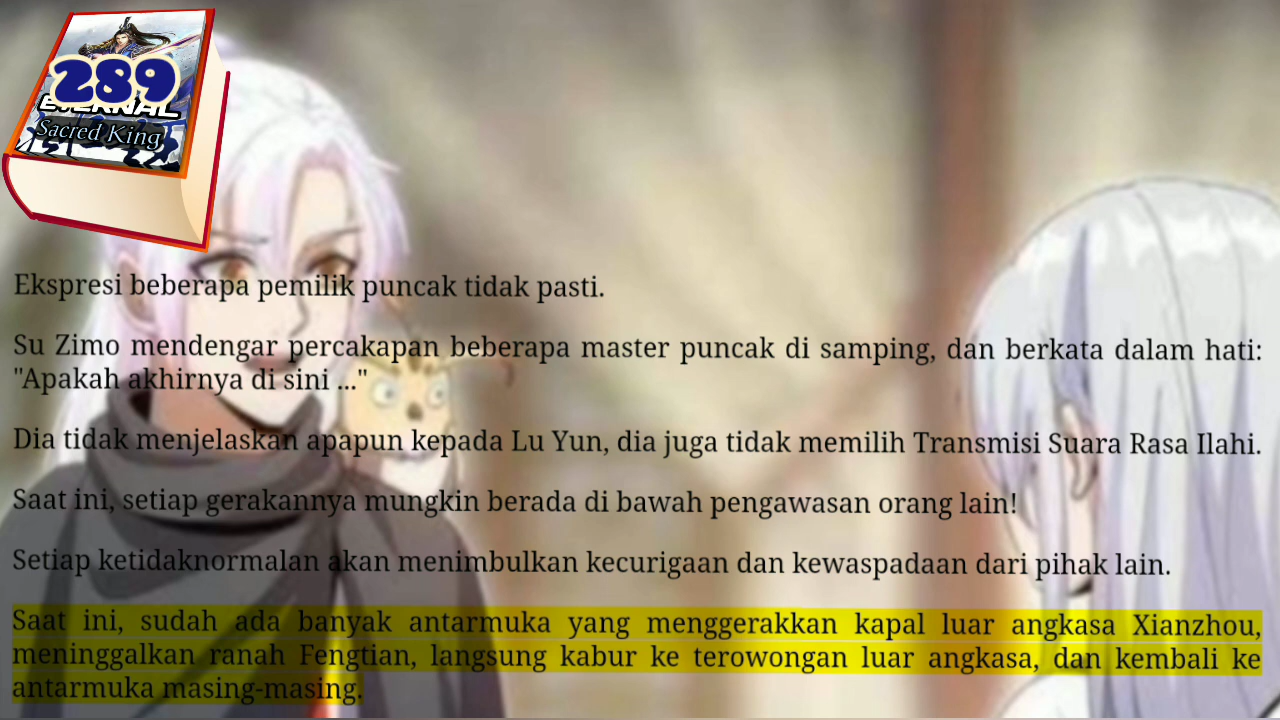 289
ETERNAL
Sacred King
Ekspresi beberapa pemilik puncak tidak pasti.
Su Zimo mendengar percakapan beberapa master puncak di samping, dan berkata dalam hati:
"Apakah akhirnya di sini ..."
Dia tidak menjelaskan apapun kepada Lu Yun, dia juga tidak memilih Transmisi Suara Rasa Ilahi.
Saat ini, setiap gerakannya mungkin berada di bawah pengawasan orang lain!
Setiap ketidaknormalan akan menimbulkan kecurigaan dan kewaspadaan dari pihak lain.
Saat ini, sudah ada banyak antarmuka yang menggerakkan kapal luar angkasa Xianzhou,
meninggalkan ranah Fengtian, langsung kabur ke terowongan luar angkasa, dan kembali ke
antarmuka masing-masing.